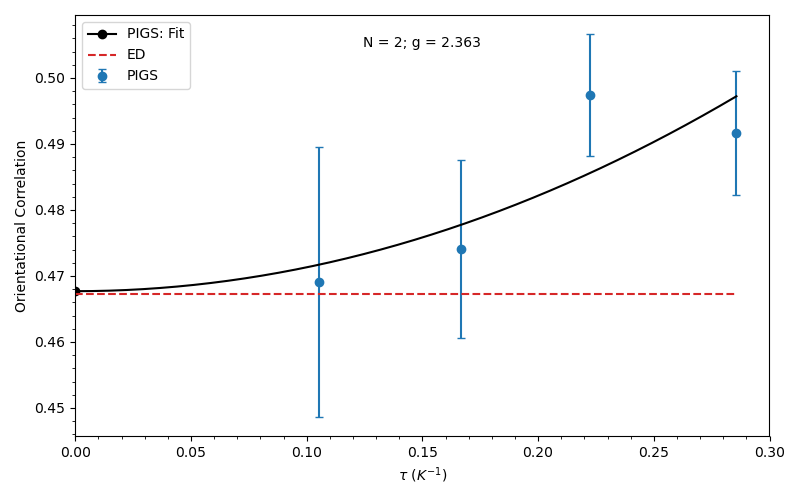 PIGS: Fit
ED
PIGS
N = 2; g = 2.363
Orientational Correlation
0.50
0.49
0.48
0.47
0.46
0.45
0.00 0.05 0.10 0.15 0.20 0.25 0.30
τ (K⁻¹)